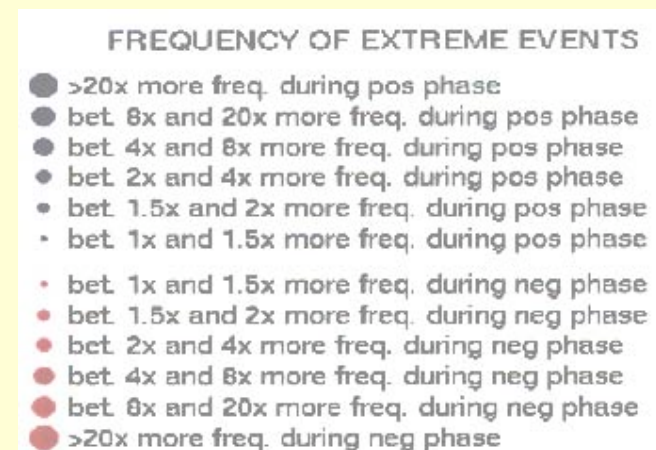 FREQUENCY OF EXTREME EVENTS
>20x more freq. during pos phase
bet. 8x and 20x more freq. during pos phase
bet. 4x and 8x more freq. during pos phase
bet. 2x and 4x more freq. during pos phase
bet. 1.5x and 2x more freq. during pos phase
bet. 1x and 1.5x more freq. during pos phase
bet. 1x and 1.5x more freq. during neg phase
bet. 1.5x and 2x more freq. during neg phase
bet. 2x and 4x more freq. during neg phase
bet. 4x and 8x more freq. during neg phase
bet. 8x and 20x more freq. during neg phase
>20x more freq. during neg phase